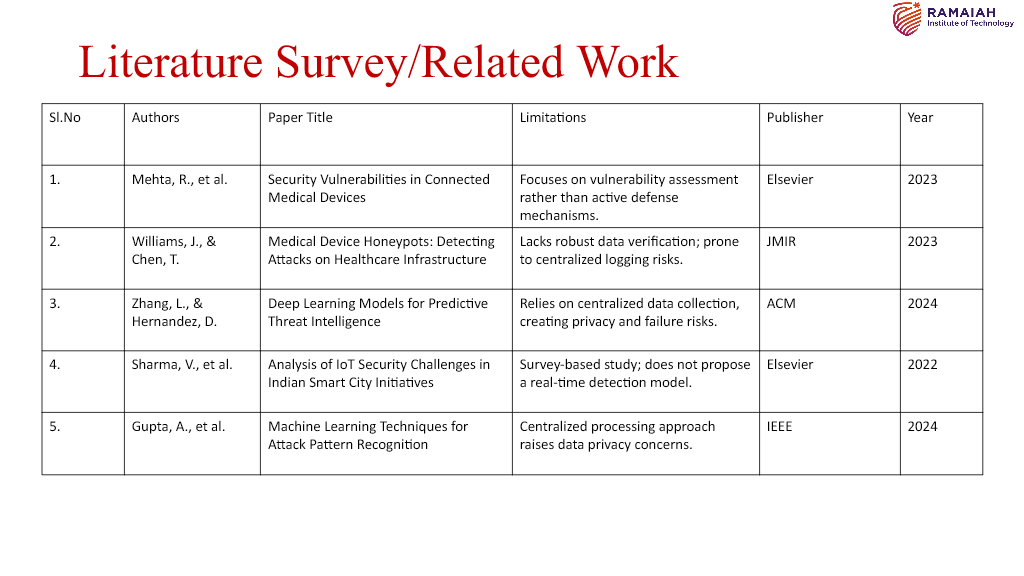 RAMAIAH
Institute of Technology
Literature Survey/Related Work
Sl.No
Authors
Paper Title
Limitations
Publisher
Year
1.
Mehta, R., et al.
Security Vulnerabilities in Connected
Medical Devices
Focuses on vulnerability assessment
rather than active defense
mechanisms.
Elsevier
2023
2.
Williams, J., &
Chen, T.
Medical Device Honeypots: Detecting
Attacks on Healthcare Infrastructure
Lacks robust data verification; prone
to centralized logging risks.
JMIR
2023
3.
Zhang, L., &
Hernandez, D.
Deep Learning Models for Predictive
Threat Intelligence
Relies on centralized data collection,
creating privacy and failure risks.
ACM
2024
4.
Sharma, V., et al.
Analysis of IoT Security Challenges in
Indian Smart City Initiatives
Survey-based study; does not propose
a real-time detection model.
Elsevier
2022
5.
Gupta, A., et al.
Machine Learning Techniques for
Attack Pattern Recognition
Centralized processing approach
raises data privacy concerns.
IEEE
2024